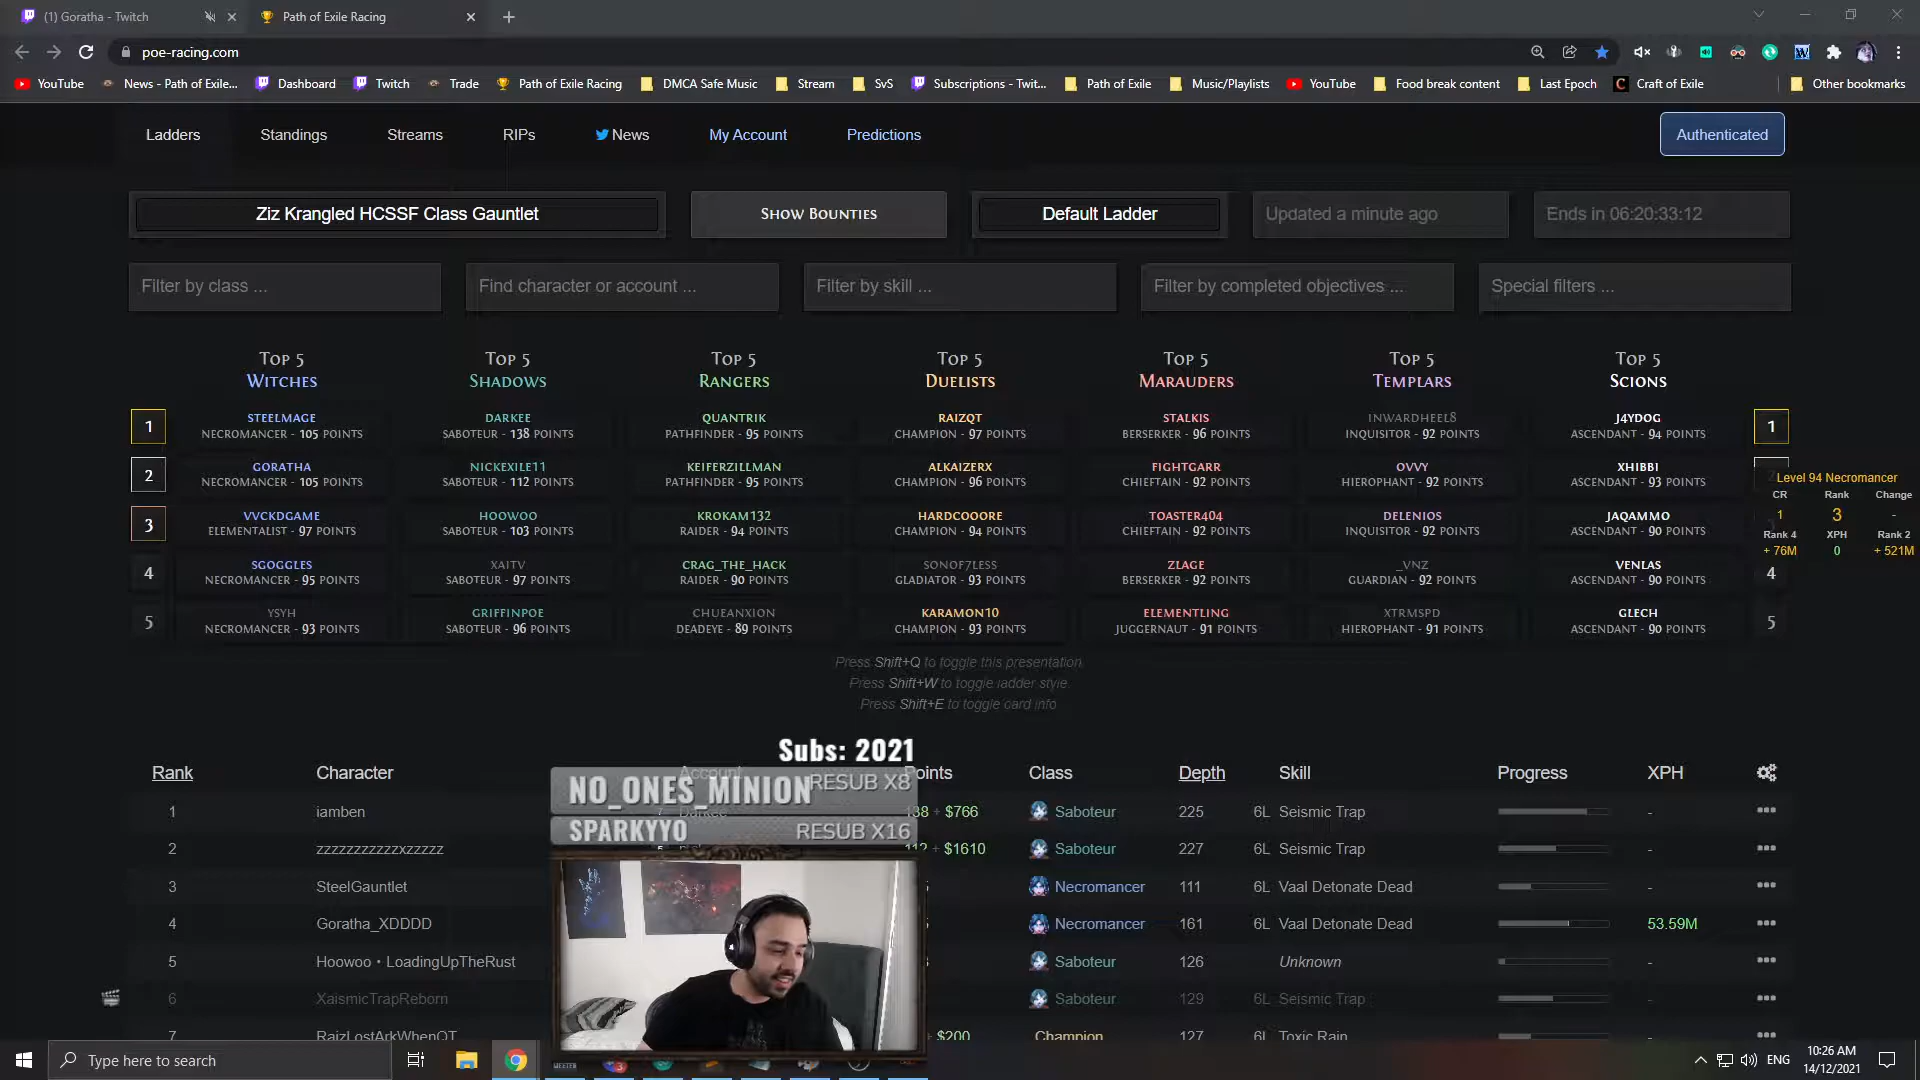 (1) Goratha - Twitch
Path of Exile Racing
poe-racing.com
YouTube
News - Path of Exile...
Dashboard
Twitch
Trade
Path of Exile Racing
DMCA Safe Music
Stream
SvS
Subscriptions - Twit...
Path of Exile
Music/Playlists
YouTube
Food break content
Last Epoch
Craft of Exile
Other bookmarks
Ladders
Standings
Streams
RIPs
News
My Account
Predictions
Authenticated
Ziz Krangled HCSSF Class Gauntlet
Show Bounties
Default Ladder
Updated a minute ago
Ends in 06:20:33:12
Filter by class ...
Find character or account ...
Filter by skill ...
Filter by completed objectives ...
Special filters ...
Top 5 Witches
Top 5 Shadows
Top 5 Rangers
Top 5 Duelists
Top 5 Marauders
Top 5 Templars
Top 5 Scions
1
STEELMAGE
NECROMANCER - 105 POINTS
DARKEE
SABOTEUR - 138 POINTS
QUANTRIK
PATHFINDER - 95 POINTS
RAIZQT
CHAMPION - 97 POINTS
STALKIS
BERSERKER - 96 POINTS
INWARDHEEL8
INQUISITOR - 92 POINTS
J4YDOG
ASCENDANT - 94 POINTS
1
2
GORATHA
NECROMANCER - 105 POINTS
NICKEXILE11
SABOTEUR - 112 POINTS
KEIFERZILLMAN
PATHFINDER - 95 POINTS
ALKAIZERX
CHAMPION - 96 POINTS
FIGHTGARR
CHIEFTAIN - 92 POINTS
OVVY
HIEROPHANT - 92 POINTS
XHIBBI
ASCENDANT - 93 POINTS
3
VVCKDGAME
ELEMENTALIST - 97 POINTS
HOOWOO
SABOTEUR - 103 POINTS
KROKAM132
RAIDER - 94 POINTS
HARDCOOORE
CHAMPION - 94 POINTS
TOASTER404
CHIEFTAIN - 92 POINTS
DELENIOS
INQUISITOR - 92 POINTS
JAQAMMO
ASCENDANT - 90 POINTS
4
SGOGGLES
NECROMANCER - 95 POINTS
XAITV
SABOTEUR - 97 POINTS
CRAG_THE_HACK
RAIDER - 90 POINTS
SONOF7LESS
GLADIATOR - 93 POINTS
ZLAGE
BERSERKER - 92 POINTS
_VNZ
GUARDIAN - 92 POINTS
VENLAS
ASCENDANT - 90 POINTS
4
5
YSYH
NECROMANCER - 93 POINTS
GRIFFINPOE
SABOTEUR - 96 POINTS
CHUEANXION
DEADEYE - 89 POINTS
KARAMON10
CHAMPION - 93 POINTS
ELEMENTLING
JUGGERNAUT - 91 POINTS
XTRMSPD
HIEROPHANT - 91 POINTS
GLECH
ASCENDANT - 90 POINTS
5
Level 94 Necromancer
CR Rank Change
1 3 -
Rank 4 XPH Rank 2
+ 76M 0 + 521M
Press Shift+Q to toggle this presentation.
Press Shift+W to toggle ladder style.
Press Shift+E to toggle card info
Subs: 2021
NO_ONES_MINION RESUB X8
SPARKYYO RESUB X16
Rank Character Account Points Class Depth Skill Progress XPH
1 iamben Darkee 138 + $766 Saboteur 225 6L Seismic Trap -
2 zzzzzzzzzzzxzzzzz 112 + $1610 Saboteur 227 6L Seismic Trap -
3 SteelGauntlet Necromancer 111 6L Vaal Detonate Dead -
4 Goratha_XDDDD Necromancer 161 6L Vaal Detonate Dead 53.59M
5 Hoowoo • LoadingUpTheRust Saboteur 126 Unknown -
6 XaismicTrapReborn Saboteur 129 6L Seismic Trap -
7 RaizLostArkWhenQT + $200 Champion 127 6L Toxic Rain
Type here to search
ENG
10:26 AM
14/12/2021